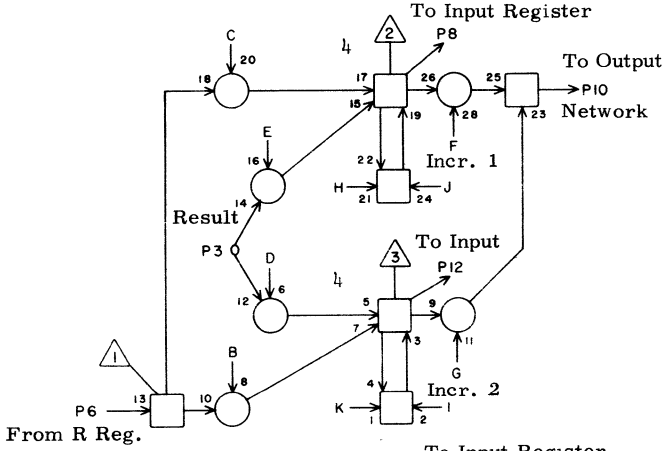 To Input Register
4
2
P8
C
20
18
17
15
26
25
To Output
P10
Network
19
23
28
F
E
16
14
22
Incr. 1
H
J
21
24
Result
P3
D
12
6
4
3
To Input
P12
5
7
9
3
11
G
1
B
8
4
Incr. 2
P6
13
10
K
I
1
2
From R Reg.
To Input Register